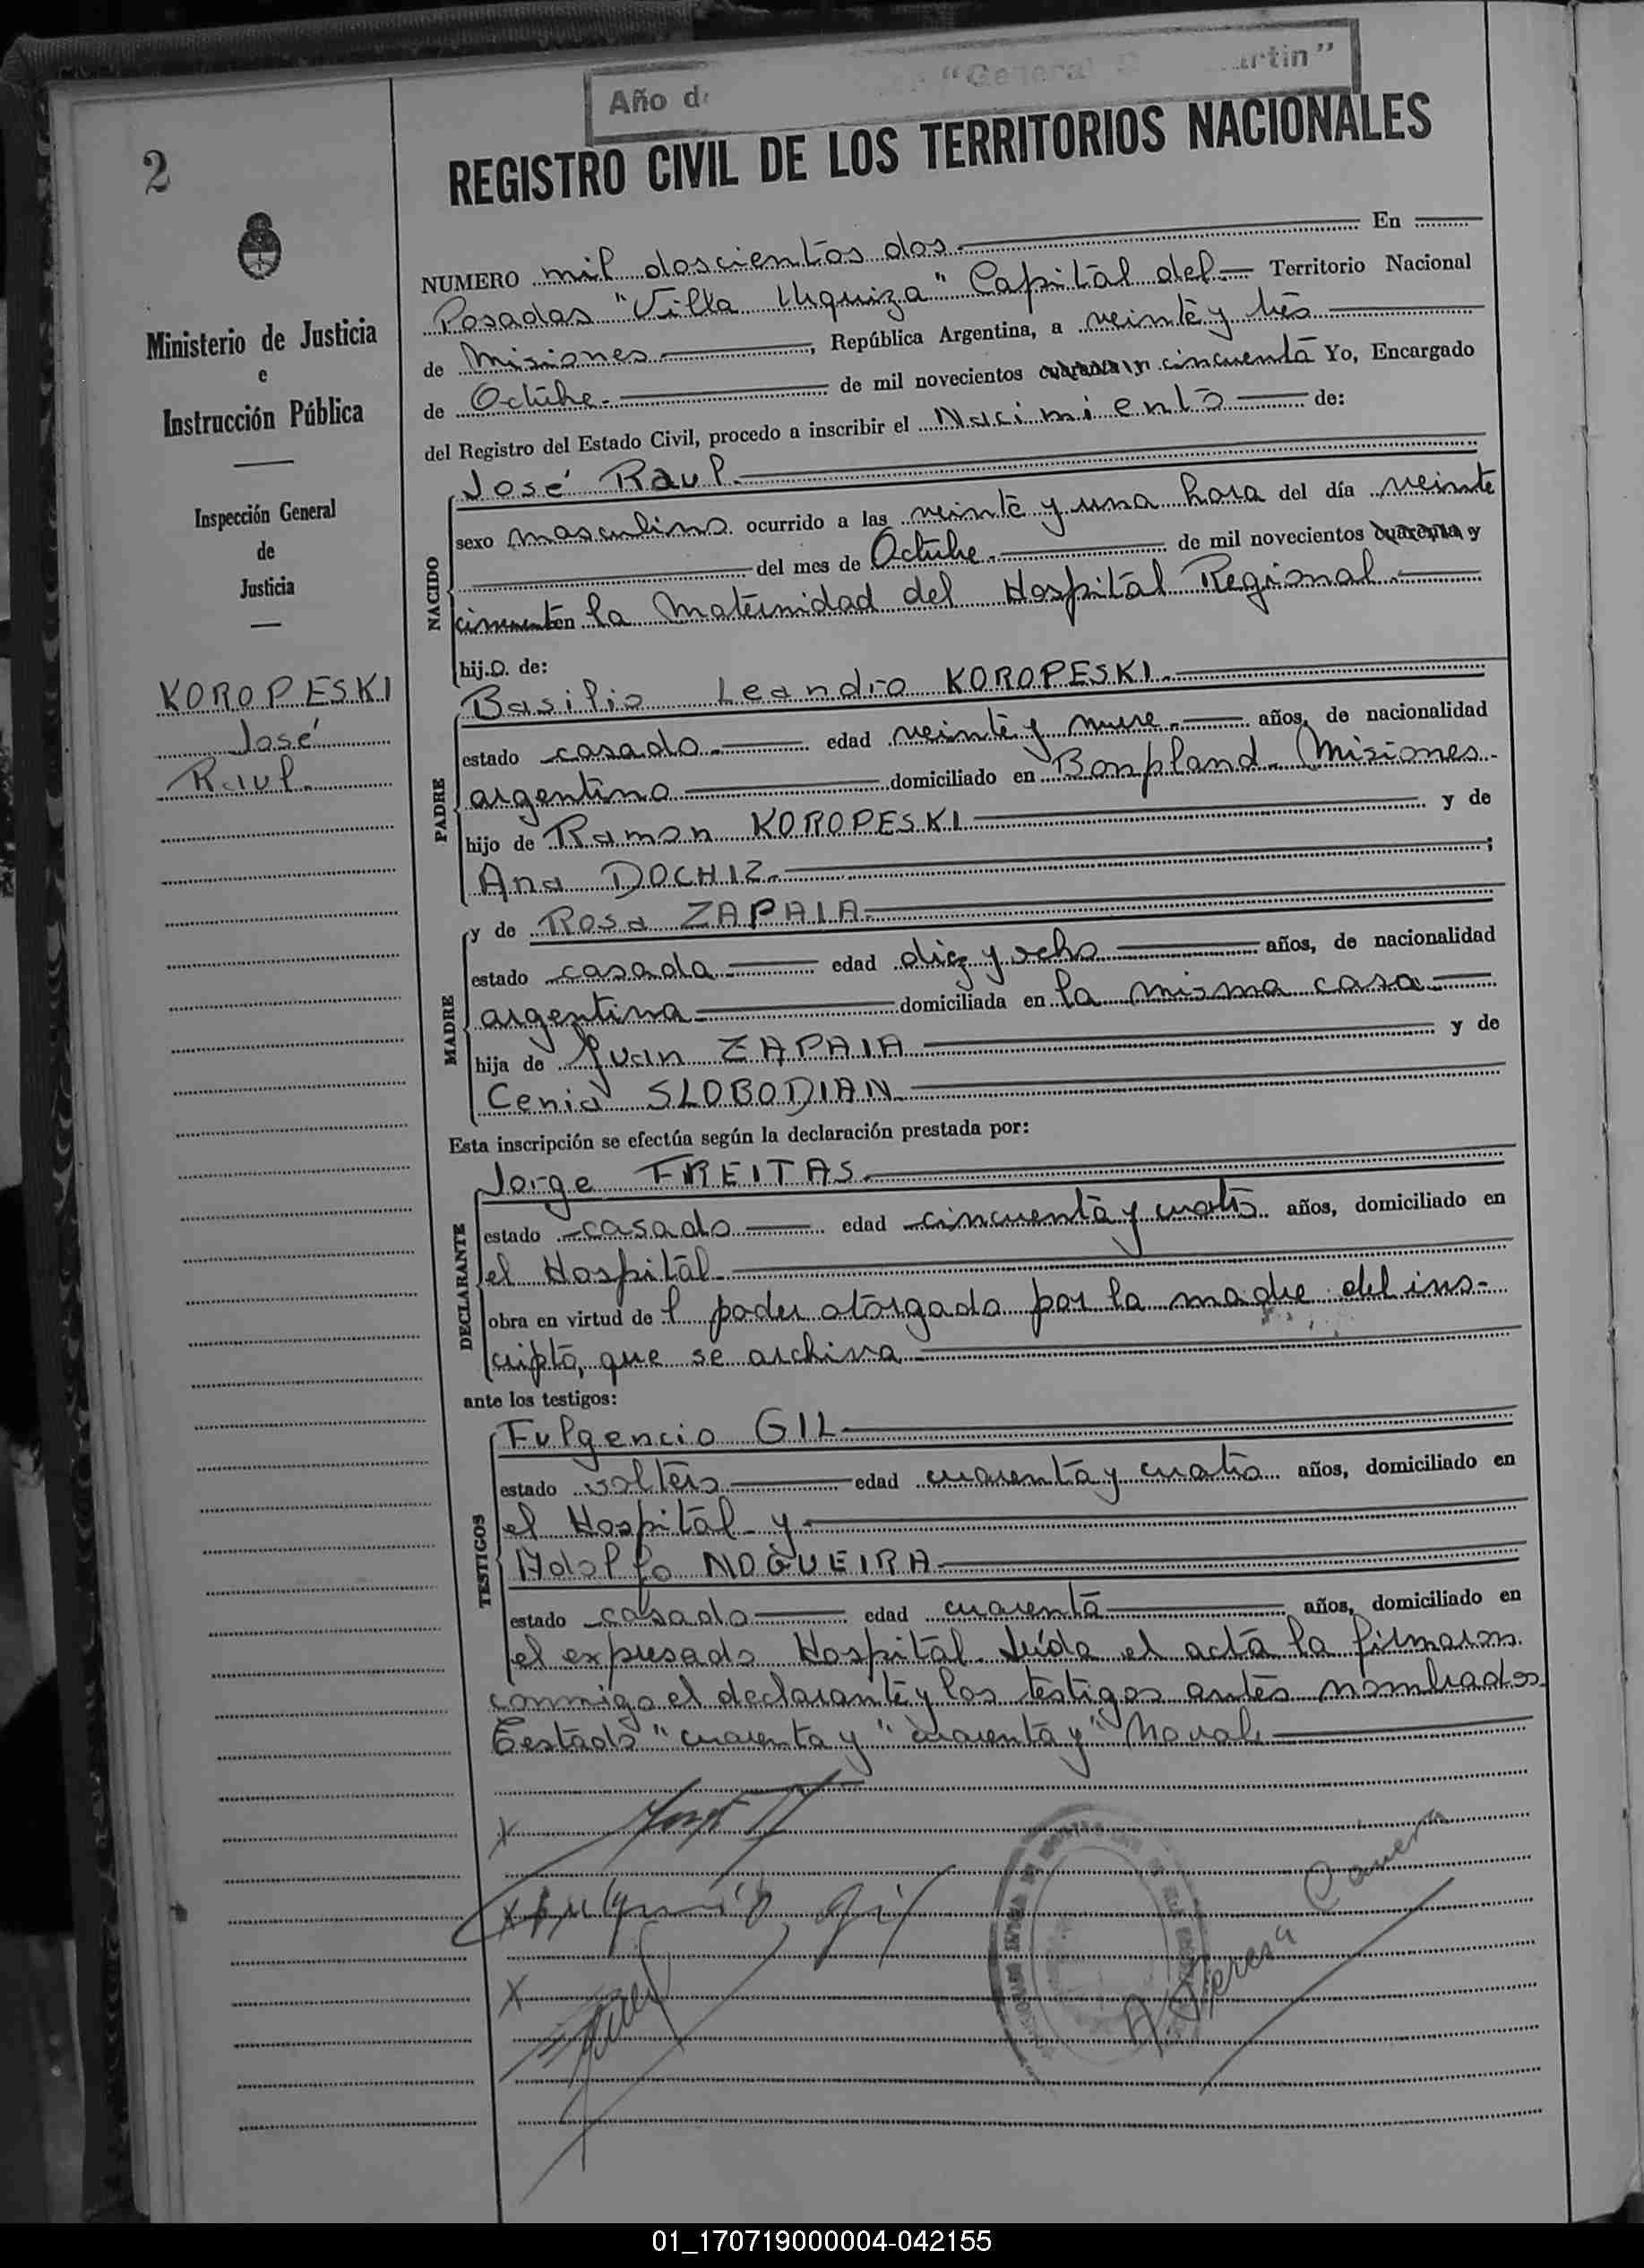 Año d "General artin"
2
REGISTRO CIVIL DE LOS TERRITORIOS NACIONALES
Ministerio de Justicia
e
Instrucción Pública
Inspección General
de
Justicia
KOROPESKI
José
Raul.
NUMERO mil doscientos dos. En
Posadas "Villa Urquiza" Capital del Territorio Nacional
de Misiones, República Argentina, a veinte y tres
de Octubre. de mil novecientos cuarenta y cincuenta Yo, Encargado
del Registro del Estado Civil, procedo a inscribir el Nacimiento de:
NACIDO
José Raul.
sexo masculino ocurrido a las veinte y una hora del día veinte
del mes de Octubre. de mil novecientos cuarenta y
cincuenta en la Maternidad del Hospital Regional.
hijo de:
PADRE
Basilio Leandro KOROPESKI.
estado casado. edad veinte y nueve. años, de nacionalidad
argentina domiciliado en Bonpland - Misiones.
hijo de Ramon KOROPESKI y de
Ana DOCHIZ. ;
MADRE
y de Rosa ZAPAIA.
estado casada edad diez y ocho años, de nacionalidad
argentina domiciliada en la misma casa.
hija de Juan ZAPAIA y de
Cenia SLOBODIAN.
Esta inscripción se efectúa según la declaración prestada por:
DECLARANTE
Jorge FREITAS.
estado casado edad cincuenta y cuatro años, domiciliado en
el Hospital.
obra en virtud del poder otorgado por la madre del ins-
cripto, que se archiva
ante los testigos:
TESTIGOS
Fulgencio GIL
estado soltero edad cuarenta y cuatro años, domiciliado en
el Hospital y
Adolfo NOGUEIRA.
estado casado edad cuarenta años, domiciliado en
el expresado Hospital. Leída el acta la firmaron
conmigo el declarante y los testigos antes nombrados.
Testado "cuarenta y" "cuarenta y" No vale
x
x Fulgencio Gil
x
A. Teresa
01_170719000004-042155